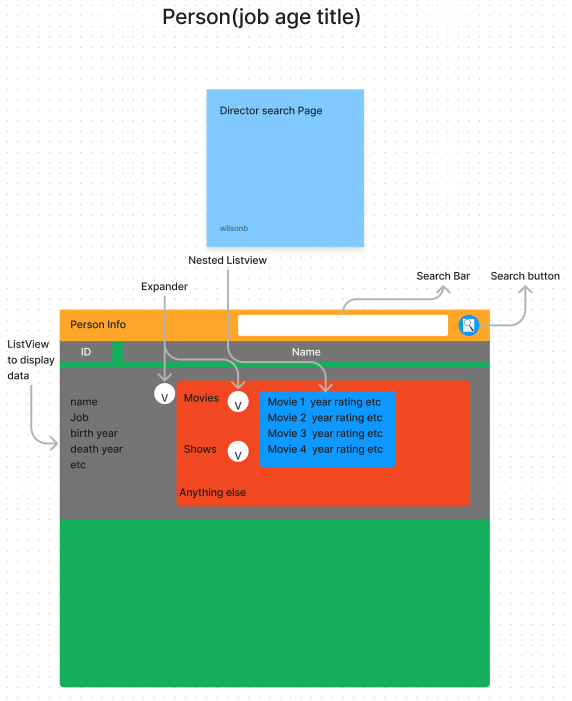 Person(job age title)
Director search Page
wilsonb
Nested Listview
Search Bar
Search button
Expander
Person Info
ListView
to display
data
ID
Name
name
Job
birth year
death year
etc
V
Movies
V
Movie 1 year rating etc
Movie 2 year rating etc
Movie 3 year rating etc
Movie 4 year rating etc
Shows
V
Anything else